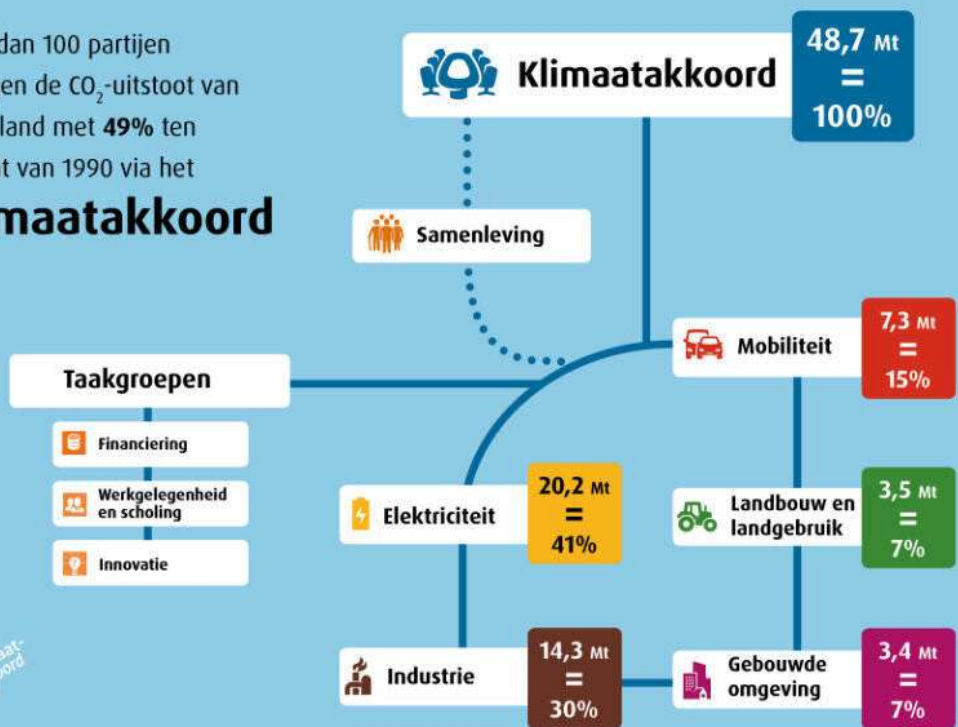 dan 100 partijen
en de CO₂-uitstoot van
land met 49% ten
van 1990 via het
maatakkoord
Klimaatakkoord
48,7 Mt
=
100%
Samenleving
Mobiliteit
7,3 Mt
=
15%
Taakgroepen
Financiering
Werkgelegenheid
en scholing
Innovatie
Elektriciteit
20,2 Mt
=
41%
Landbouw en
landgebruik
3,5 Mt
=
7%
Industrie
14,3 Mt
=
30%
Gebouwde
omgeving
3,4 Mt
=
7%